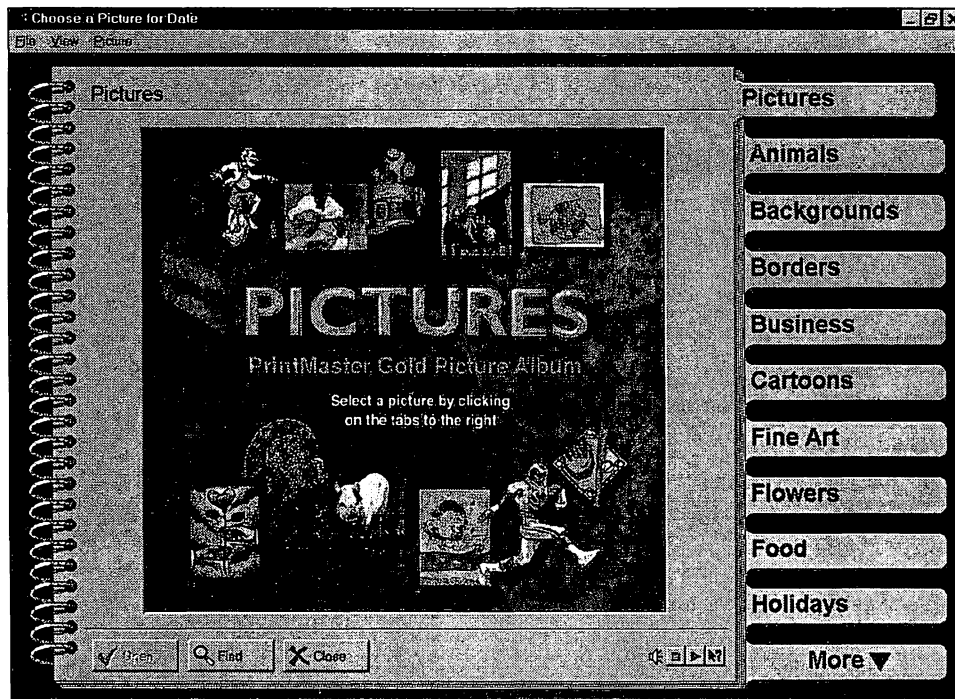 Choose a Picture for Date
File View Picture
Pictures
PICTURES
PrintMaster Gold Picture Album
Select a picture by clicking
on the tabs to the right
Open Find Close
Pictures
Animals
Backgrounds
Borders
Business
Cartoons
Fine Art
Flowers
Food
Holidays
More